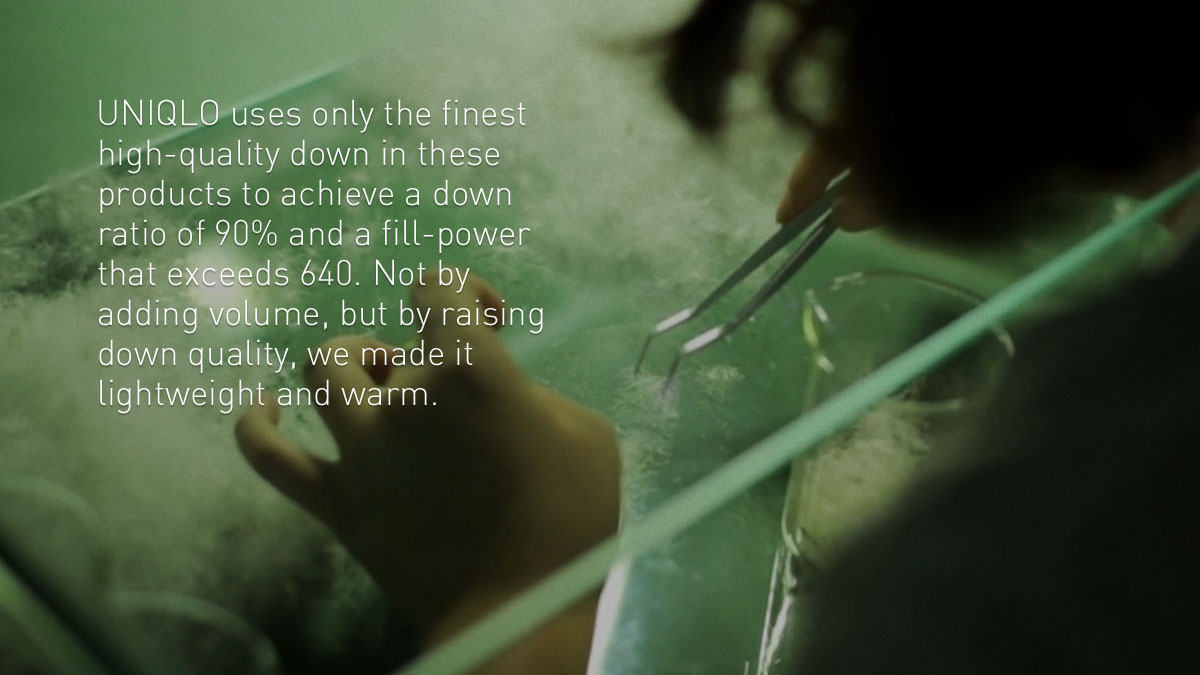 UNIQLO uses only the finest
high-quality down in these
products to achieve a down
ratio of 90% and a fill-power
that exceeds 640. Not by
adding volume, but by raising
down quality, we made it
lightweight and warm.